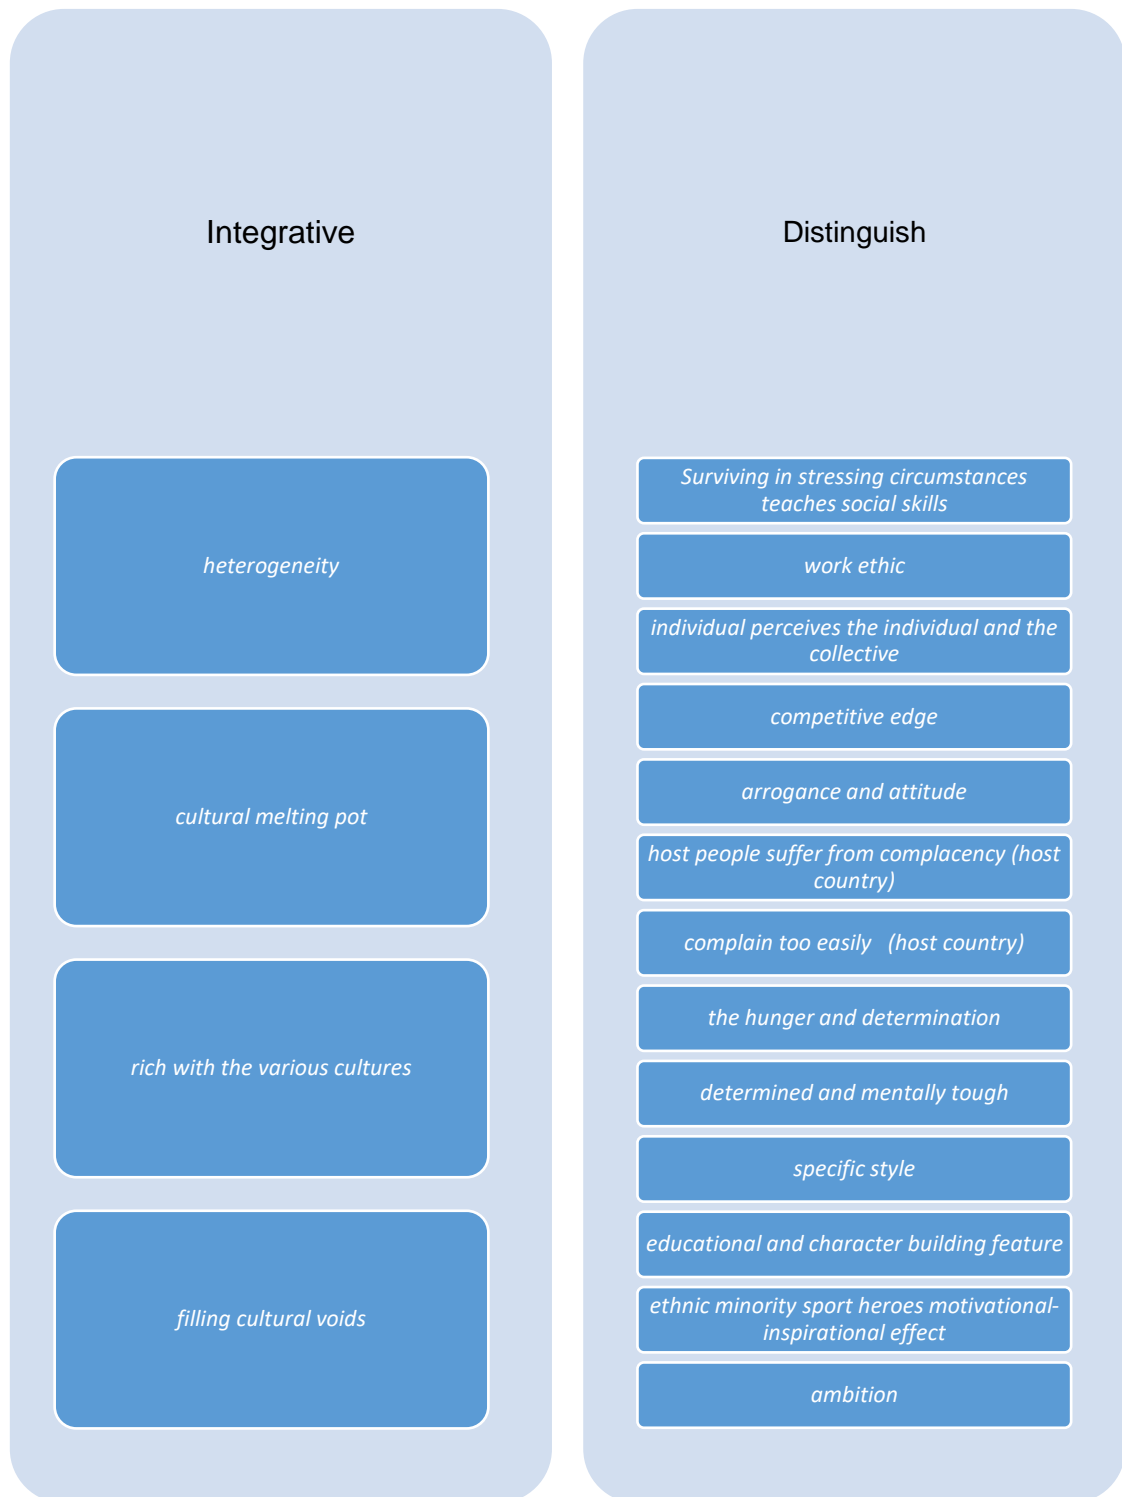 Integrative
heterogeneity
cultural melting pot
rich with the various cultures
filling cultural voids
Distinguish
Surviving in stressing circumstances
teaches social skills
work ethic
individual perceives the individual and the
collective
competitive edge
arrogance and attitude
host people suffer from complacency (host
country)
complain too easily (host country)
the hunger and determination
determined and mentally tough
specific style
educational and character building feature
ethnic minority sport heroes motivational-
inspirational effect
ambition